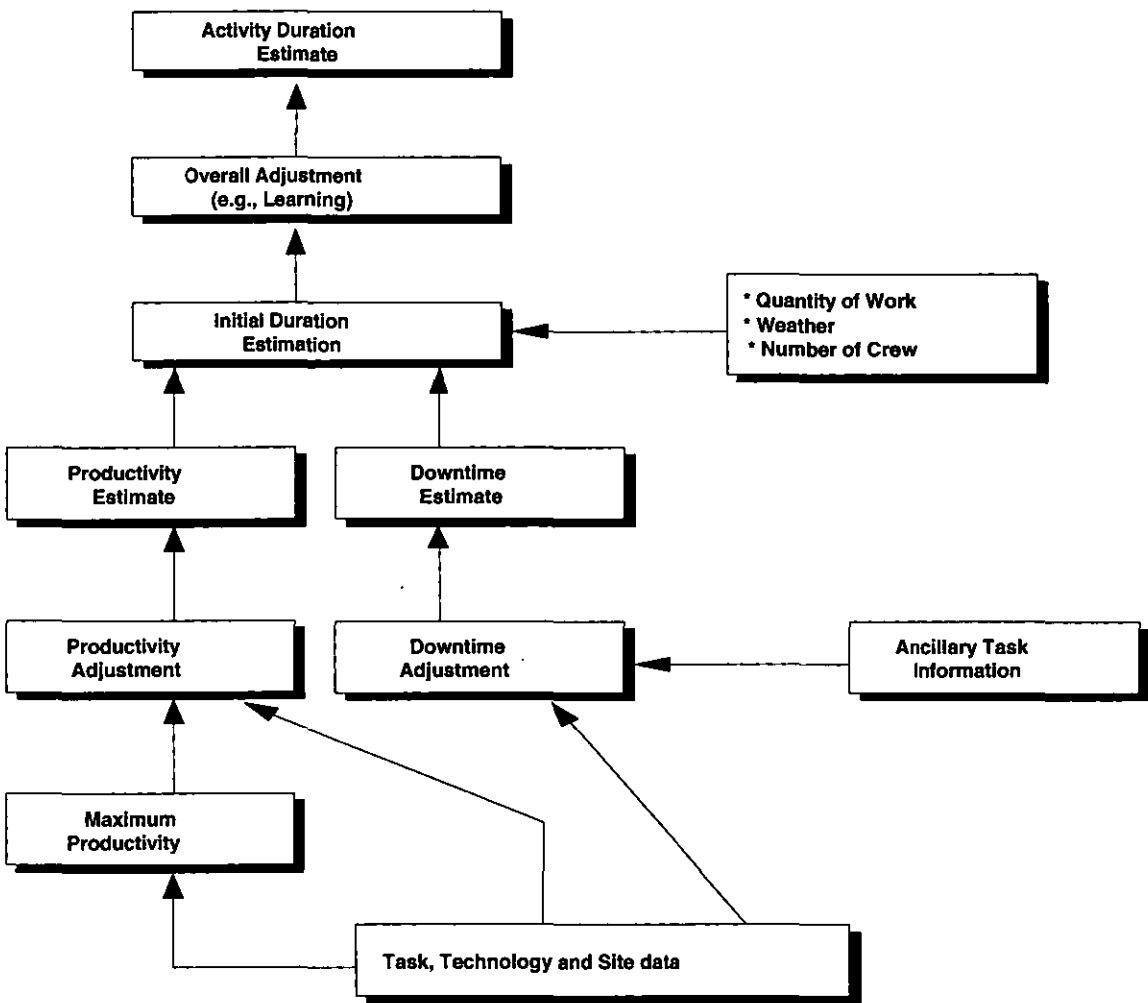 Activity Duration
Estimate
Overall Adjustment
(e.g., Learning)
Initial Duration
Estimation
* Quantity of Work
* Weather
* Number of Crew
Productivity
Estimate
Downtime
Estimate
Productivity
Adjustment
Downtime
Adjustment
Ancillary Task
Information
Maximum
Productivity
Task, Technology and Site data